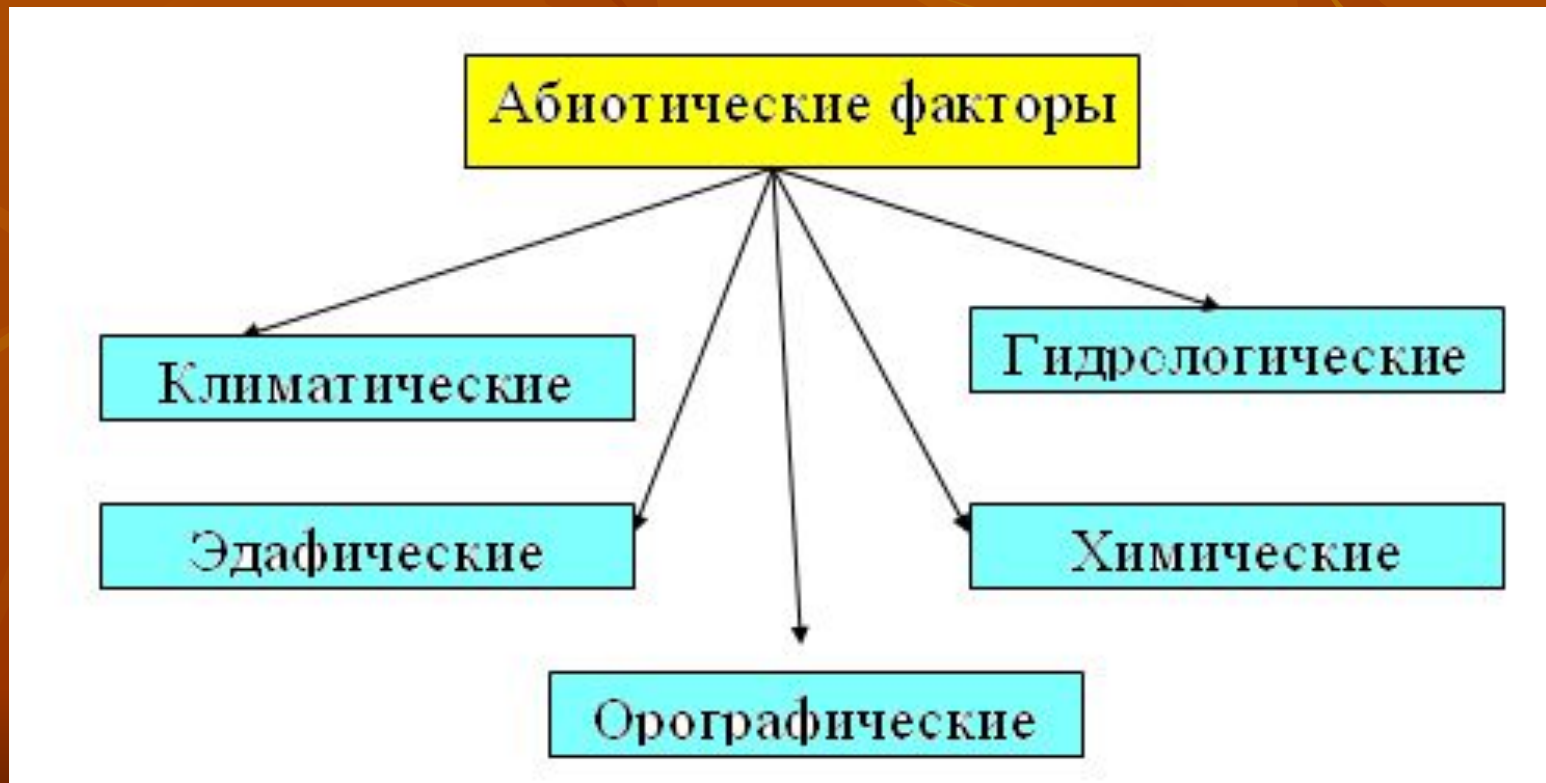 Абиотические факторы
Климатические
Гидрологические
Эдафические
Химические
Орографические